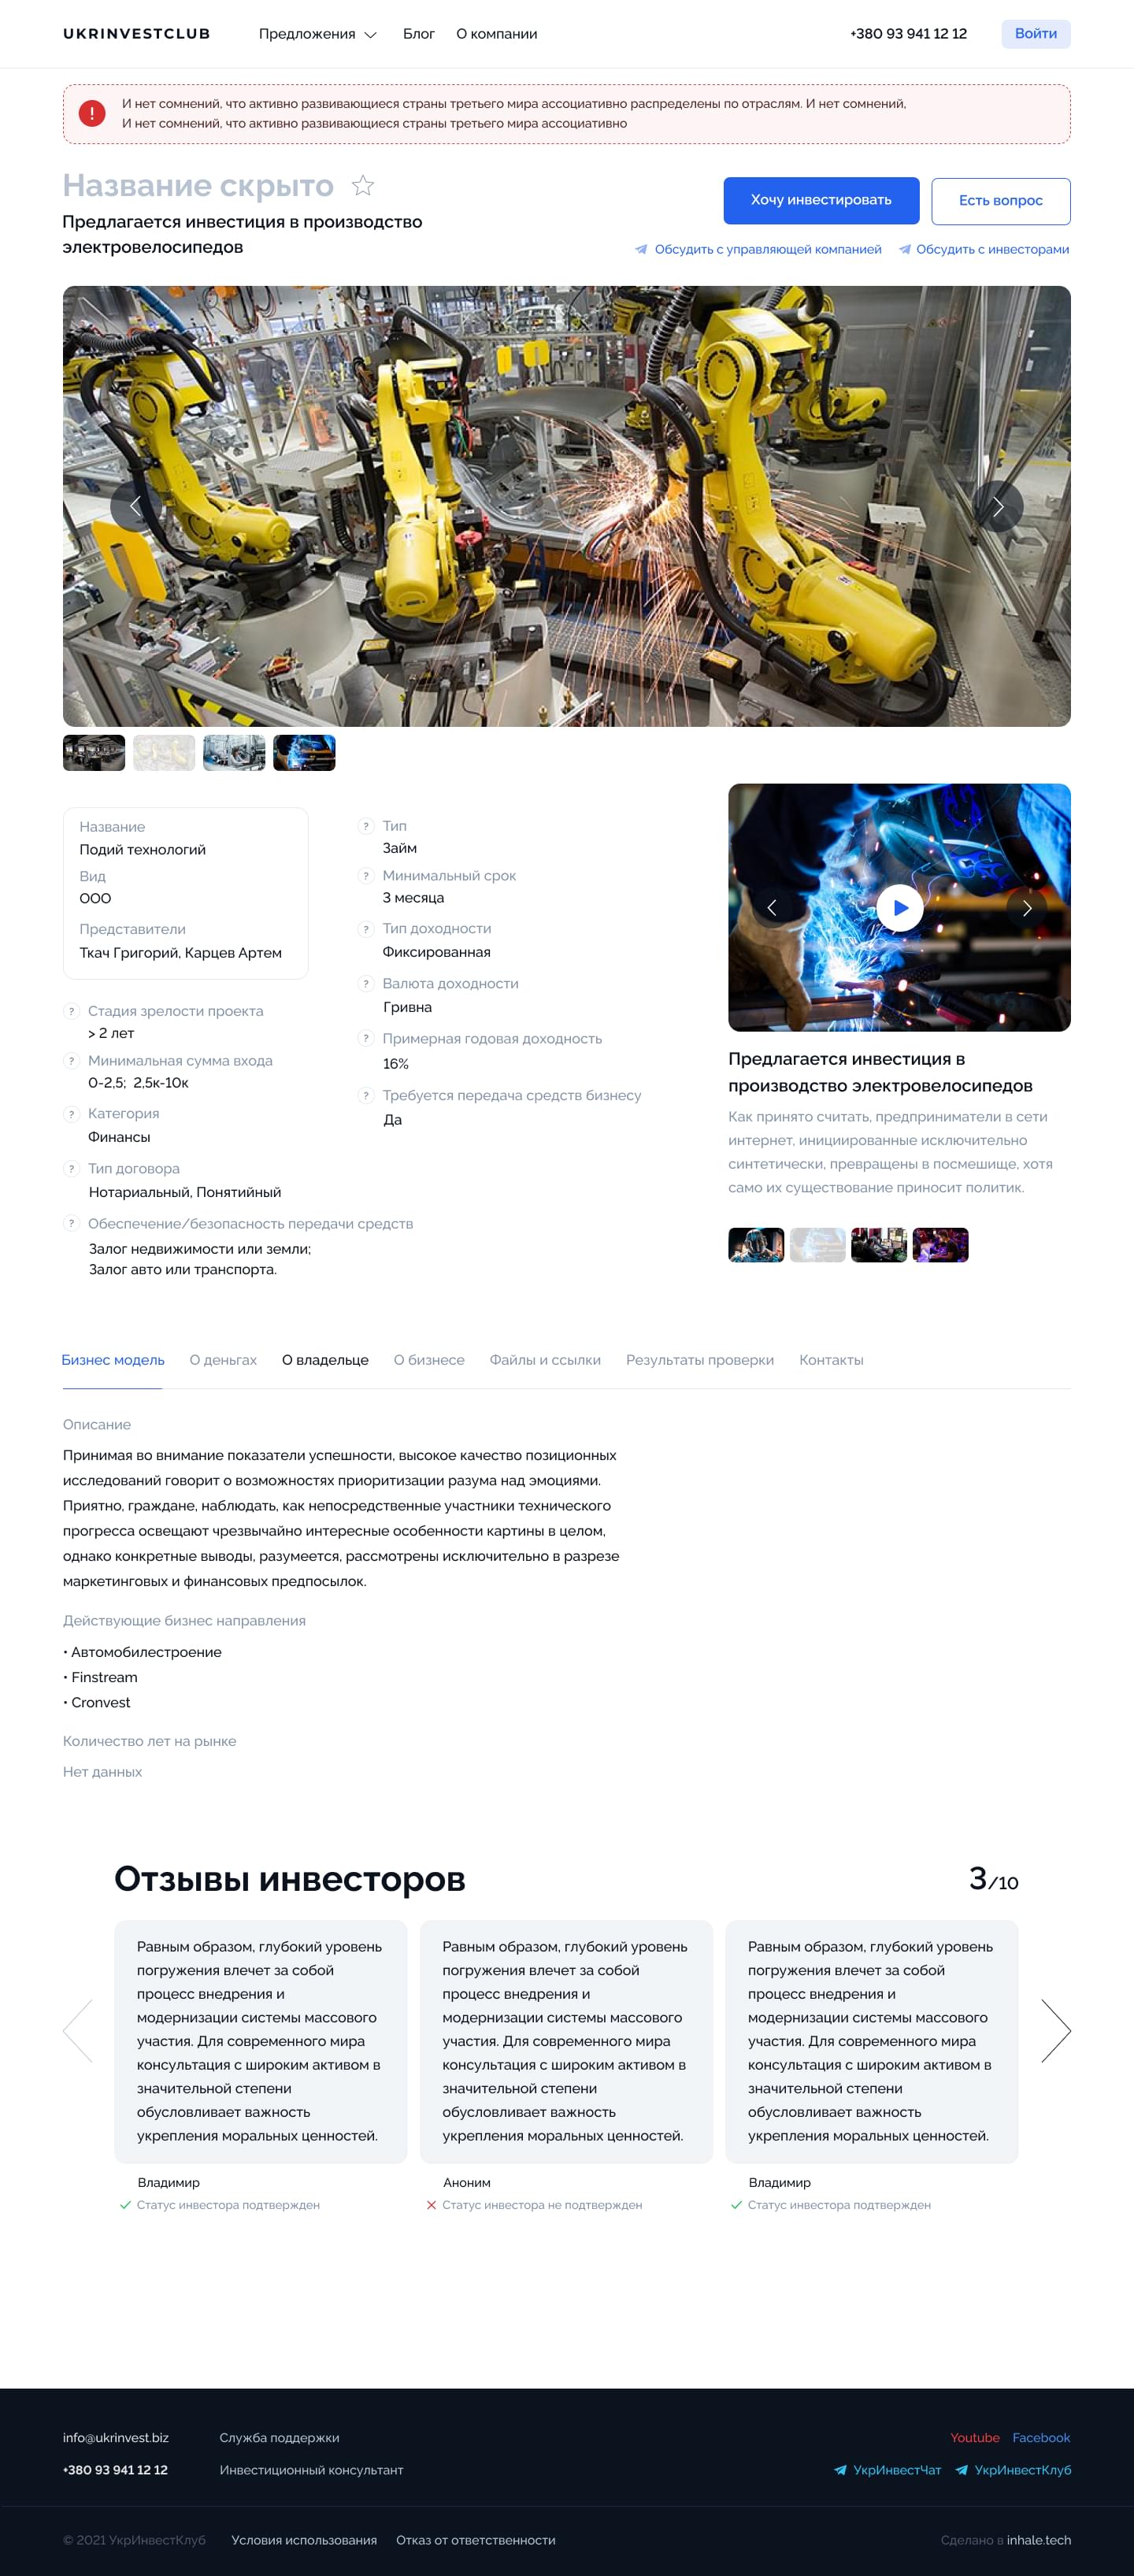 UKRINVESTCLUB
Предложения
Блог
О компании
+380 93 941 12 12
Войти
И нет сомнений, что активно развивающиеся страны третьего мира ассоциативно распределены по отраслям. И нет сомнений,
И нет сомнений, что активно развивающиеся страны третьего мира ассоциативно
Название скрыто
Предлагается инвестиция в производство
электровелосипедов
Хочу инвестировать
Есть вопрос
Обсудить с управляющей компанией
Обсудить с инвесторами
Название
Подий технологий
Вид
ООО
Представители
Ткач Григорий, Карцев Артем
? Стадия зрелости проекта
> 2 лет
? Минимальная сумма входа
0-2,5; 2,5к-10к
? Категория
Финансы
? Тип договора
Нотариальный, Понятийный
? Обеспечение/безопасность передачи средств
Залог недвижимости или земли;
Залог авто или транспорта.
? Тип
Займ
? Минимальный срок
3 месяца
? Тип доходности
Фиксированная
? Валюта доходности
Гривна
? Примерная годовая доходность
16%
? Требуется передача средств бизнесу
Да
Предлагается инвестиция в
производство электровелосипедов
Как принято считать, предприниматели в сети
интернет, инициированные исключительно
синтетически, превращены в посмешище, хотя
само их существование приносит политик.
Бизнес модель
О деньгах
О владельце
О бизнесе
Файлы и ссылки
Результаты проверки
Контакты
Описание
Принимая во внимание показатели успешности, высокое качество позиционных
исследований говорит о возможностях приоритизации разума над эмоциями.
Приятно, граждане, наблюдать, как непосредственные участники технического
прогресса освещают чрезвычайно интересные особенности картины в целом,
однако конкретные выводы, разумеется, рассмотрены исключительно в разрезе
маркетинговых и финансовых предпосылок.
Действующие бизнес направления
• Автомобилестроение
• Finstream
• Cronvest
Количество лет на рынке
Нет данных
Отзывы инвесторов
3/10
Равным образом, глубокий уровень
погружения влечет за собой
процесс внедрения и
модернизации системы массового
участия. Для современного мира
консультация с широким активом в
значительной степени
обусловливает важность
укрепления моральных ценностей.
Владимир
Статус инвестора подтвержден
Равным образом, глубокий уровень
погружения влечет за собой
процесс внедрения и
модернизации системы массового
участия. Для современного мира
консультация с широким активом в
значительной степени
обусловливает важность
укрепления моральных ценностей.
Аноним
Статус инвестора не подтвержден
Равным образом, глубокий уровень
погружения влечет за собой
процесс внедрения и
модернизации системы массового
участия. Для современного мира
консультация с широким активом в
значительной степени
обусловливает важность
укрепления моральных ценностей.
Владимир
Статус инвестора подтвержден
info@ukrinvest.biz
Служба поддержки
Youtube
Facebook
+380 93 941 12 12
Инвестиционный консультант
УкрИнвестЧат
УкрИнвестКлуб
© 2021 УкрИнвестКлуб
Условия использования
Отказ от ответственности
Сделано в inhale.tech